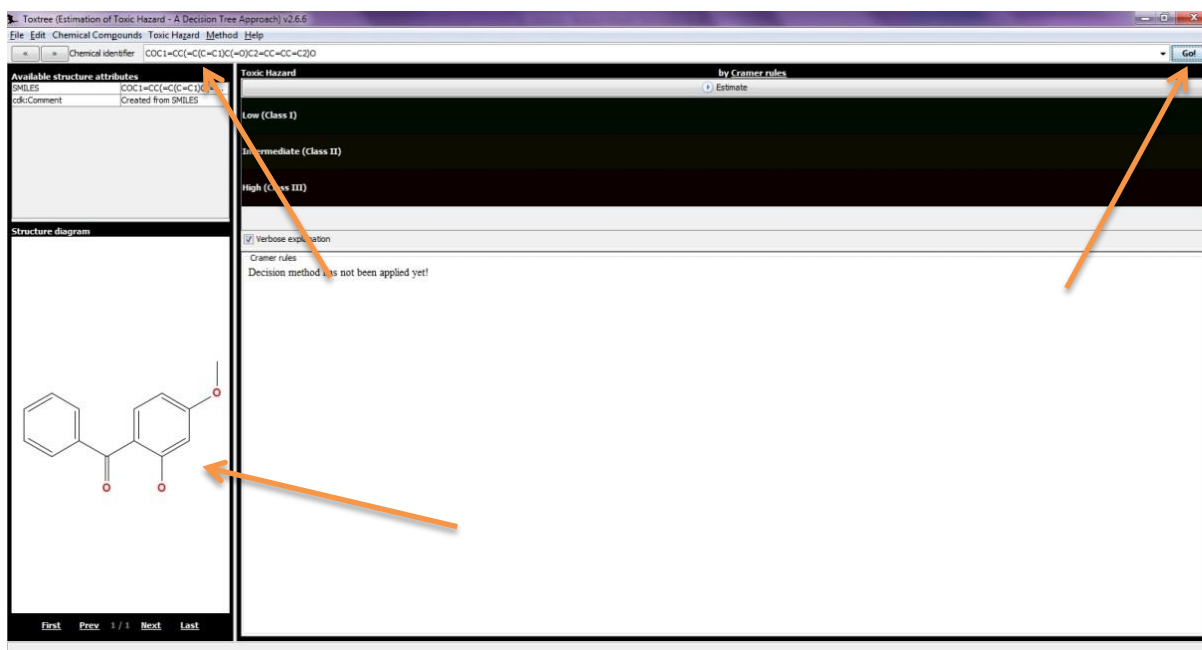 Toxtree (Estimation of Toxic Hazard - A Decision Tree Approach) v2.6.6
File Edit Chemical Compounds Toxic Hazard Method Help
« » Chemical identifier COC1=CC(=C(C=C1)C(=O)C2=CC=CC=C2)O Go!
Available structure attributes
SMILES COC1=CC(=C(C=C1)C
cdk:Comment Created from SMILES
Toxic Hazard by Cramer rules
Estimate
Low (Class I)
Intermediate (Class II)
High (Class III)
Structure diagram
Verbose explanation
Cramer rules
Decision method has not been applied yet!
O
O
O
First Prev 1 / 1 Next Last